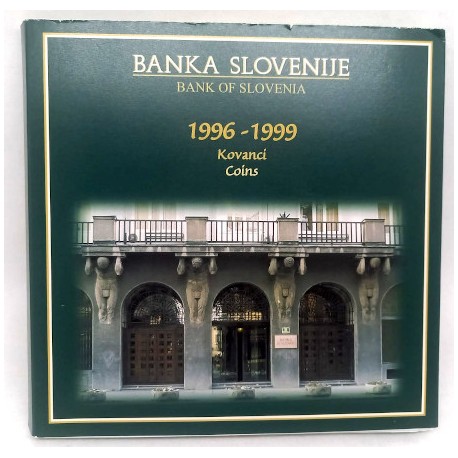 BANKA SLOVENIJE
BANK OF SLOVENIA
1996 - 1999
Kovanci
Coins